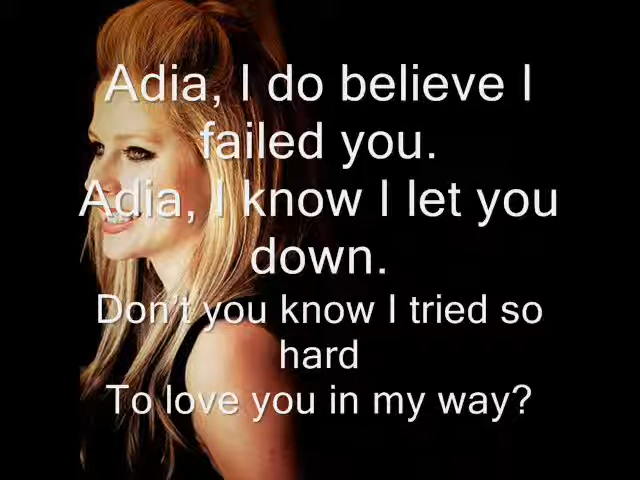 Adia, I do believe I
failed you.
Adia, I know I let you
down.
Don't you know I tried so
hard
To love you in my way?